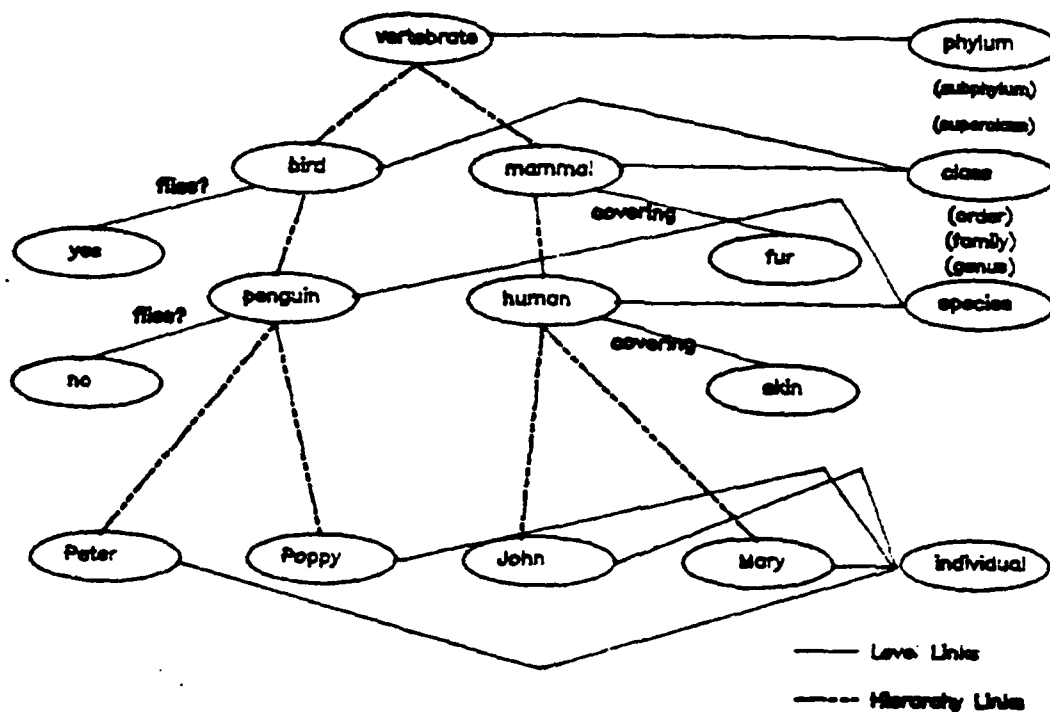 vertebrate
phylum
(subphylum)
(superclass)
bird
mammal
class
flies?
covering
(order)
yes
fur
(family)
(genus)
penguin
human
species
flies?
covering
no
skin
Peter
Poppy
John
Mary
individual
Level Links
Hierarchy Links